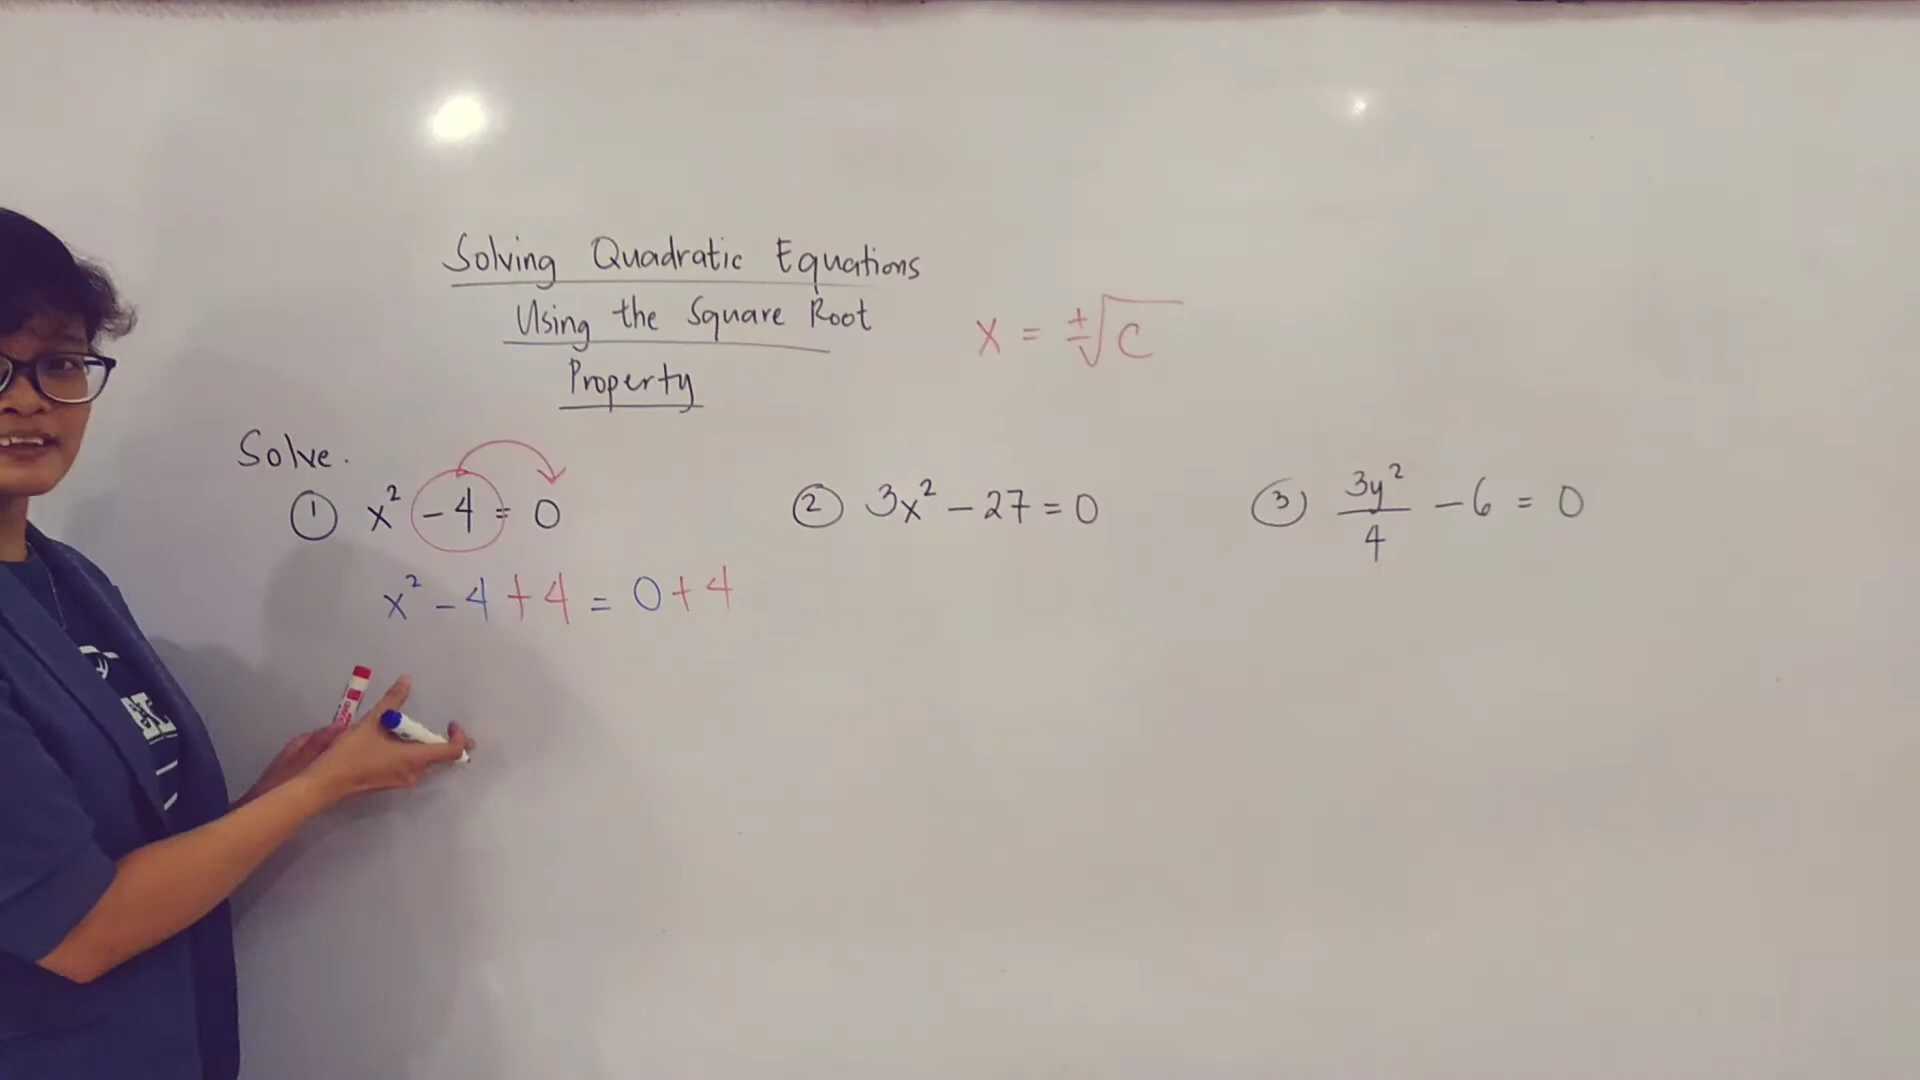 Solving Quadratic Equations
Using the Square Root
Property
x = ±√c
Solve.
① x² - 4 = 0
② 3x² - 27 = 0
③ 3y²/4 - 6 = 0
x² - 4 + 4 = 0 + 4